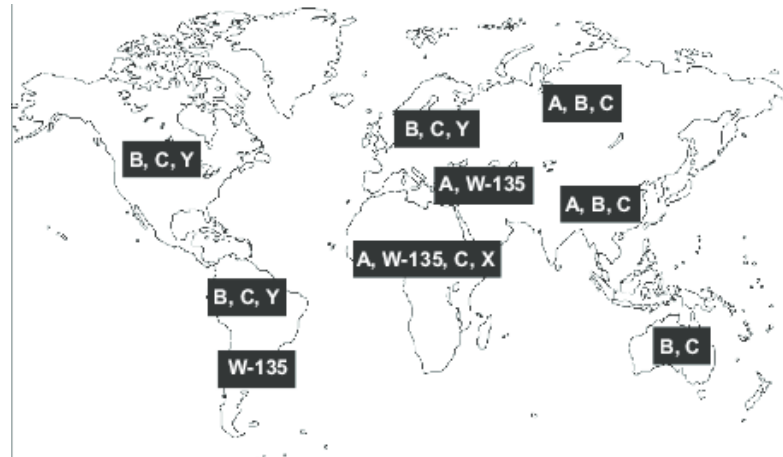 A, B, C
B, C, Y
B, C, Y
A, W-135
A, B, C
A, W-135, C, X
B, C, Y
B, C
W-135